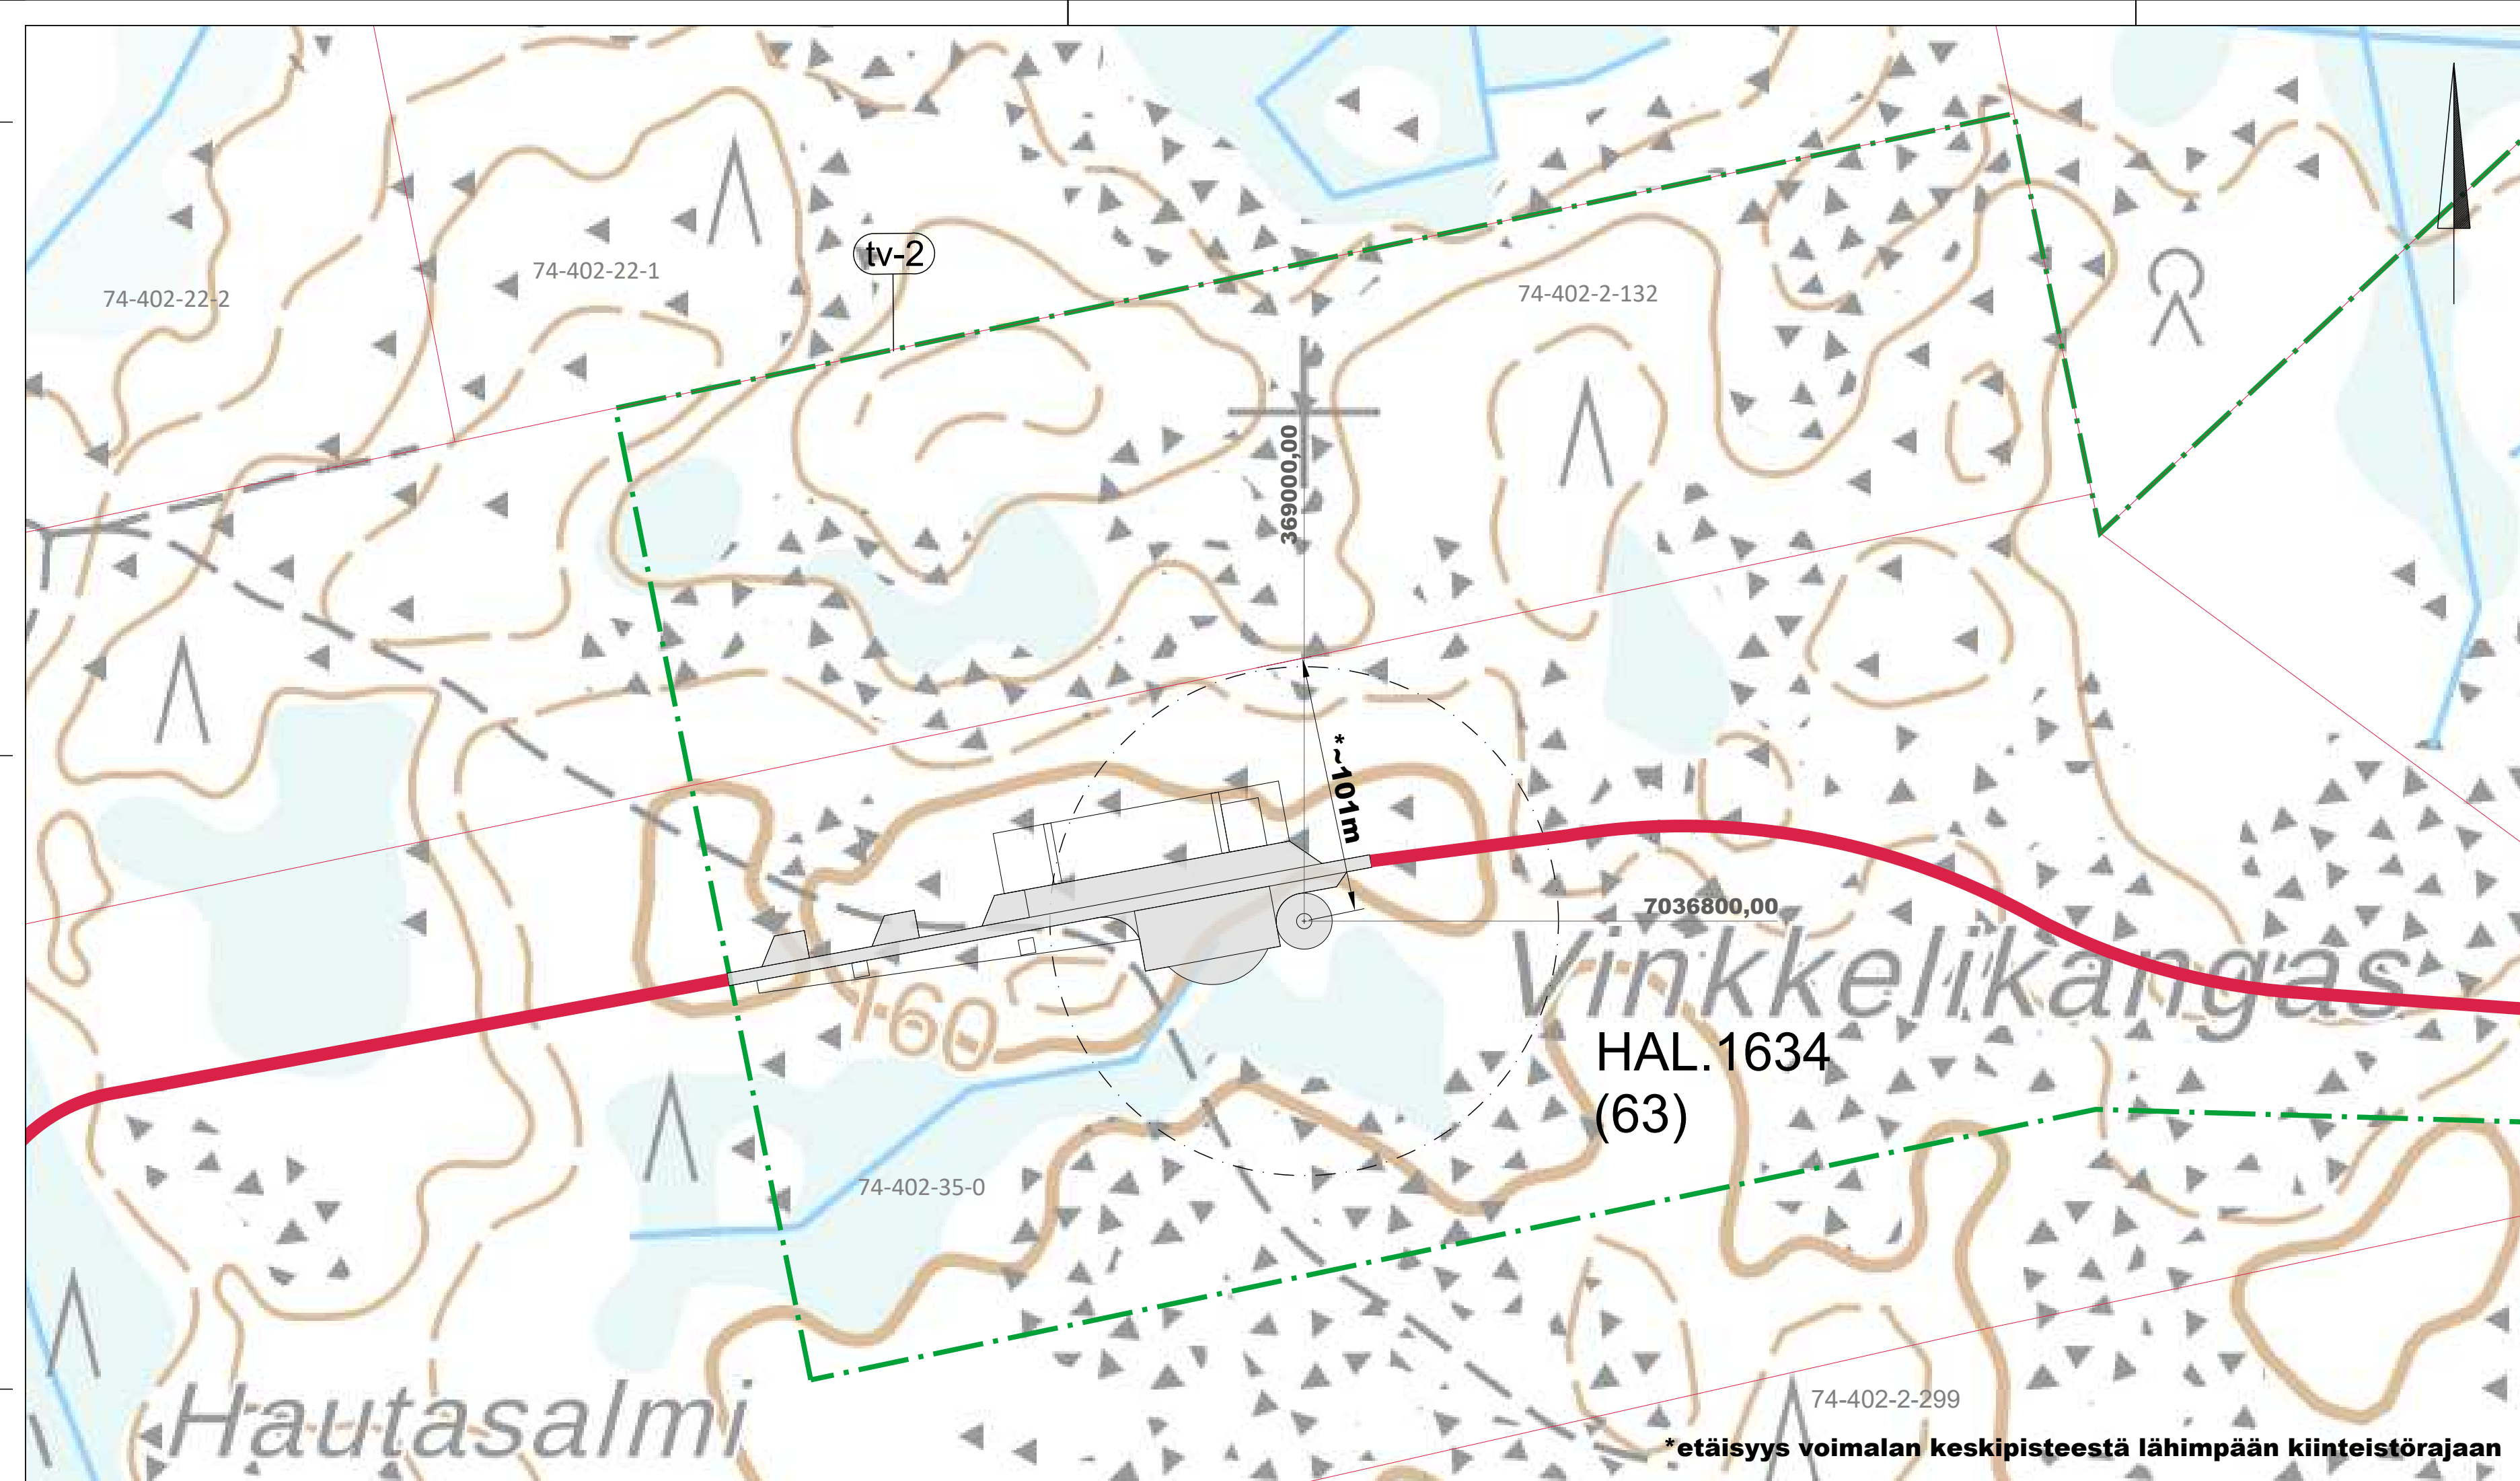 tv-2
74-402-22-1
74-402-22-2
74-402-2-132
369000,00
*~101m
7036800,00
Vinkkelikangas
160
HAL.1634
(63)
74-402-35-0
Hautasalmi
74-402-2-299
*etäisyys voimalan keskipisteestä lähimpään kiinteistörajaan